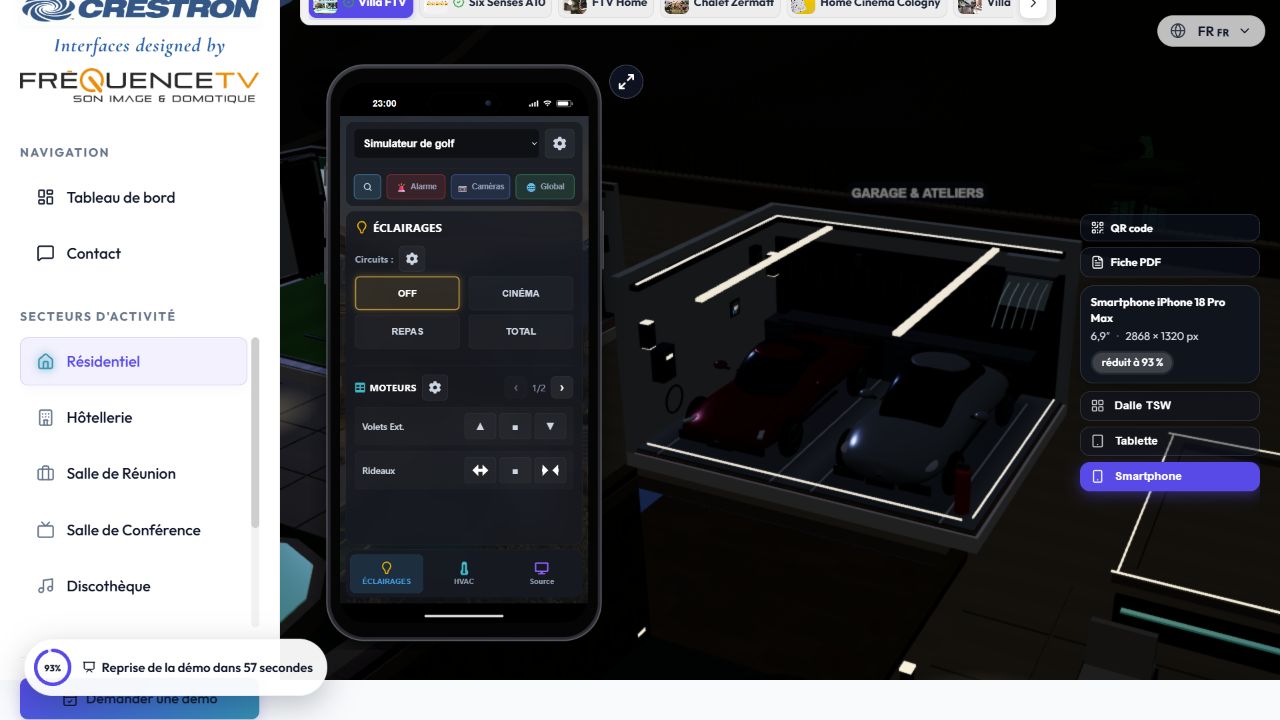 CRESTRON
Interfaces designed by
FRÉQUENCETV
SON IMAGE & DOMOTIQUE
NAVIGATION
Tableau de bord
Contact
SECTEURS D'ACTIVITÉ
Résidentiel
Hôtellerie
Salle de Réunion
Salle de Conférence
Discothèque
93%
Reprise de la démo dans 57 secondes
Demander une démo
Villa FTV
Six Senses A10
FTV Home
Chalet Zermatt
Home Cinema Cologny
Villa
FR FR
23:00
Simulateur de golf
Alarme
Caméras
Global
ÉCLAIRAGES
Circuits :
OFF
CINÉMA
REPAS
TOTAL
MOTEURS
1/2
Volets Ext.
Rideaux
ÉCLAIRAGES
HVAC
Source
GARAGE & ATELIERS
QR code
Fiche PDF
Smartphone iPhone 18 Pro
Max
6,9" · 2868 × 1320 px
réduit à 93 %
Dalle TSW
Tablette
Smartphone